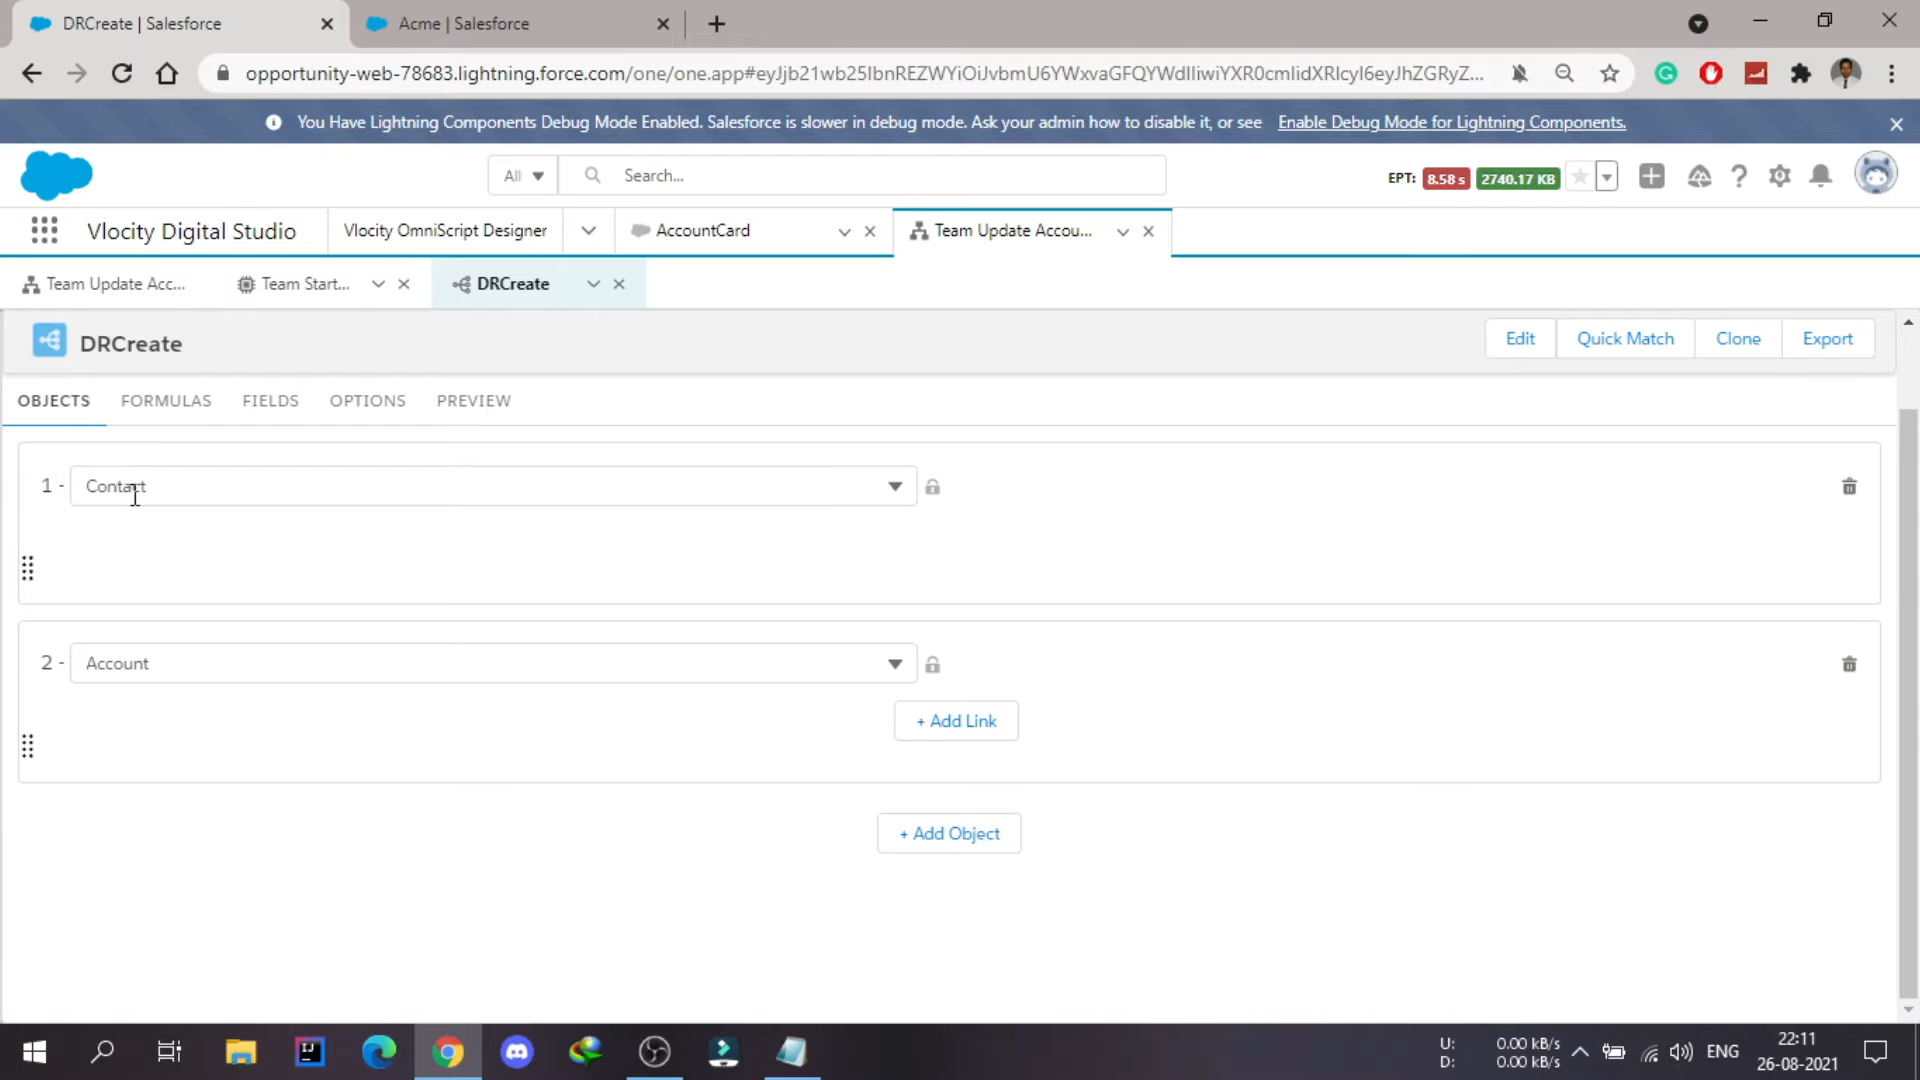 DRCreate | Salesforce
Acme | Salesforce
opportunity-web-78683.lightning.force.com/one/one.app#eyJjb21wb25lbnREZWYiOiJvbmU6YWxvaGFQYWdlIiwiYXR0cmlidXRlcyI6eyJhZGRyZ...
You Have Lightning Components Debug Mode Enabled. Salesforce is slower in debug mode. Ask your admin how to disable it, or see Enable Debug Mode for Lightning Components.
All
Search...
EPT: 8.58 s 2740.17 KB
Vlocity Digital Studio
Vlocity OmniScript Designer
AccountCard
Team Update Accou...
Team Update Acc...
Team Start...
DRCreate
DRCreate
Edit
Quick Match
Clone
Export
OBJECTS
FORMULAS
FIELDS
OPTIONS
PREVIEW
1 - Contact
2 - Account
+ Add Link
+ Add Object
U: 0.00 kB/s
D: 0.00 kB/s
ENG
22:11
26-08-2021